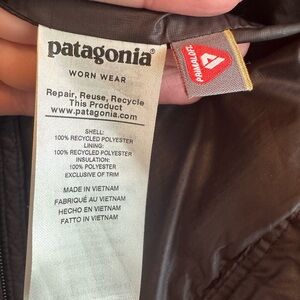 patagonia®
WORN WEAR
Repair, Reuse, Recycle
This Product
www.patagonia.com
SHELL:
100% RECYCLED POLYESTER
LINING:
100% RECYCLED POLYESTER
INSULATION:
100% POLYESTER
EXCLUSIVE OF TRIM
MADE IN VIETNAM
FABRIQUÉ AU VIETNAM
HECHO EN VIETNAM
FATTO IN VIETNAM
PRIMALOFT